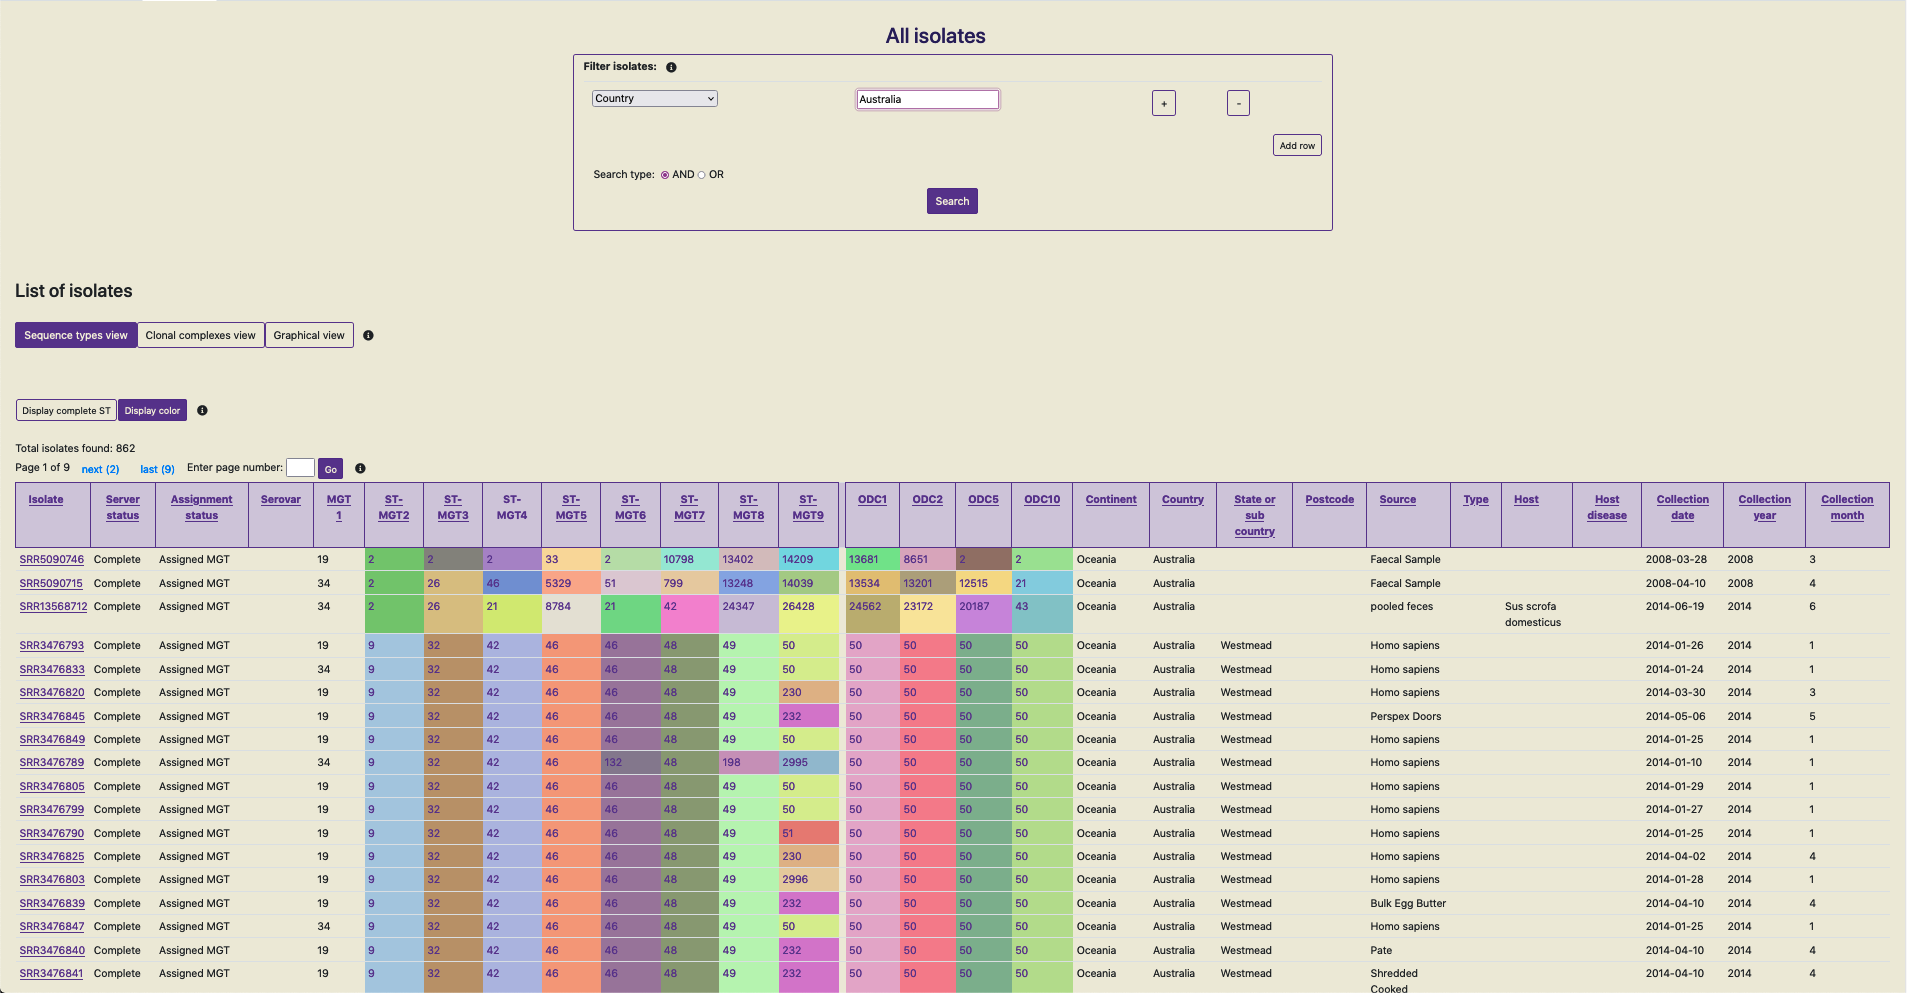 All isolates
Filter isolates:
Country Australia + -
Add row
Search type: AND OR
Search
List of isolates
Sequence types view Clonal complexes view Graphical view
Display complete ST Display color
Total isolates found: 862
Page 1 of 9 next (2) last (9) Enter page number: Go
Isolate Server status Assignment status Serovar MGT 1 ST-MGT2 ST-MGT3 ST-MGT4 ST-MGT5 ST-MGT6 ST-MGT7 ST-MGT8 ST-MGT9 ODC1 ODC2 ODC5 ODC10 Continent Country State or sub country Postcode Source Type Host Host disease Collection date Collection year Collection month
SRR5090746 Complete Assigned MGT 19 2 2 2 33 2 10798 13402 14209 13681 8651 2 2 Oceania Australia Faecal Sample 2008-03-28 2008 3
SRR5090715 Complete Assigned MGT 34 2 26 46 5329 51 799 13248 14039 13534 13201 12515 21 Oceania Australia Faecal Sample 2008-04-10 2008 4
SRR13568712 Complete Assigned MGT 34 2 26 21 8784 21 42 24347 26428 24562 23172 20187 43 Oceania Australia pooled feces Sus scrofa domesticus 2014-06-19 2014 6
SRR3476793 Complete Assigned MGT 19 9 32 42 46 46 48 49 50 50 50 50 50 Oceania Australia Westmead Homo sapiens 2014-01-26 2014 1
SRR3476833 Complete Assigned MGT 34 9 32 42 46 46 48 49 50 50 50 50 50 Oceania Australia Westmead Homo sapiens 2014-01-24 2014 1
SRR3476820 Complete Assigned MGT 19 9 32 42 46 46 48 49 230 50 50 50 50 Oceania Australia Westmead Homo sapiens 2014-03-30 2014 3
SRR3476845 Complete Assigned MGT 19 9 32 42 46 46 48 49 232 50 50 50 50 Oceania Australia Westmead Perspex Doors 2014-05-06 2014 5
SRR3476849 Complete Assigned MGT 19 9 32 42 46 46 48 49 50 50 50 50 50 Oceania Australia Westmead Homo sapiens 2014-01-25 2014 1
SRR3476789 Complete Assigned MGT 34 9 32 42 46 132 48 198 2995 50 50 50 50 Oceania Australia Westmead Homo sapiens 2014-01-10 2014 1
SRR3476805 Complete Assigned MGT 19 9 32 42 46 46 48 49 50 50 50 50 50 Oceania Australia Westmead Homo sapiens 2014-01-29 2014 1
SRR3476799 Complete Assigned MGT 19 9 32 42 46 46 48 49 50 50 50 50 50 Oceania Australia Westmead Homo sapiens 2014-01-27 2014 1
SRR3476790 Complete Assigned MGT 19 9 32 42 46 46 48 49 51 50 50 50 50 Oceania Australia Westmead Homo sapiens 2014-01-25 2014 1
SRR3476825 Complete Assigned MGT 19 9 32 42 46 46 48 49 230 50 50 50 50 Oceania Australia Westmead Homo sapiens 2014-04-02 2014 4
SRR3476803 Complete Assigned MGT 19 9 32 42 46 46 48 49 2996 50 50 50 50 Oceania Australia Westmead Homo sapiens 2014-01-28 2014 1
SRR3476839 Complete Assigned MGT 19 9 32 42 46 46 48 49 232 50 50 50 50 Oceania Australia Westmead Bulk Egg Butter 2014-04-10 2014 4
SRR3476847 Complete Assigned MGT 34 9 32 42 46 46 48 49 50 50 50 50 50 Oceania Australia Westmead Homo sapiens 2014-01-25 2014 1
SRR3476840 Complete Assigned MGT 19 9 32 42 46 46 48 49 232 50 50 50 50 Oceania Australia Westmead Pate 2014-04-10 2014 4
SRR3476841 Complete Assigned MGT 19 9 32 42 46 46 48 49 232 50 50 50 50 Oceania Australia Westmead Shredded Cooked 2014-04-10 2014 4